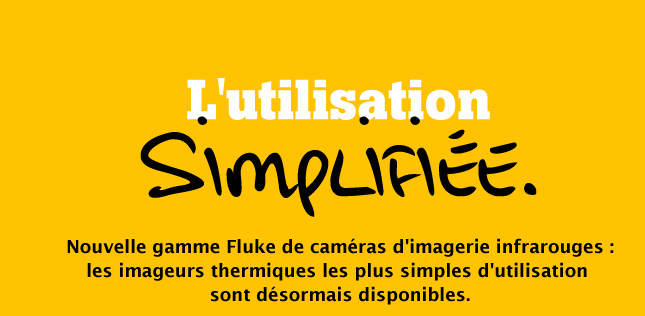 L'utilisation
Simplifiée.
Nouvelle gamme Fluke de caméras d'imagerie infrarouges :
les imageurs thermiques les plus simples d'utilisation
sont désormais disponibles.